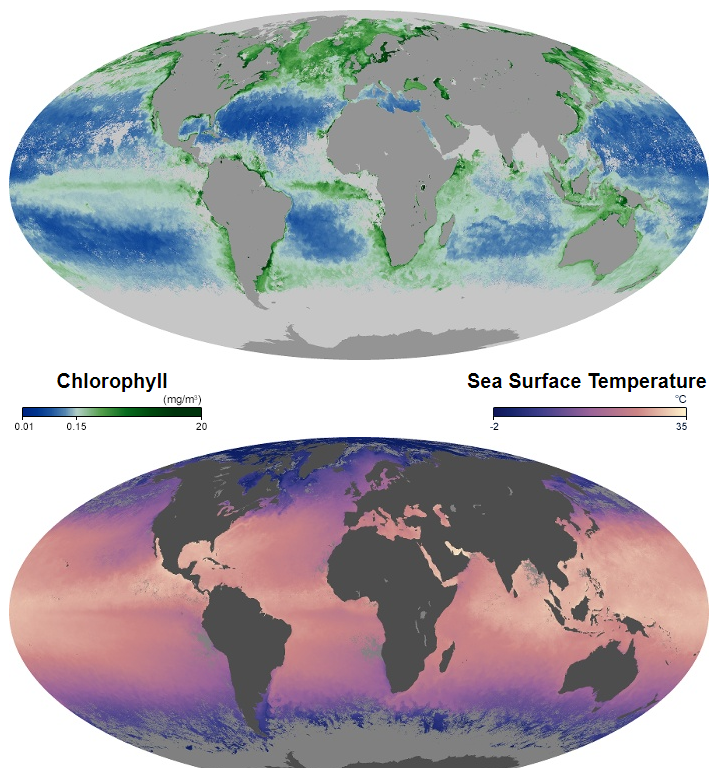 Chlorophyll
(mg/m³)
0.01 0.15 20
Sea Surface Temperature
°C
-2 35